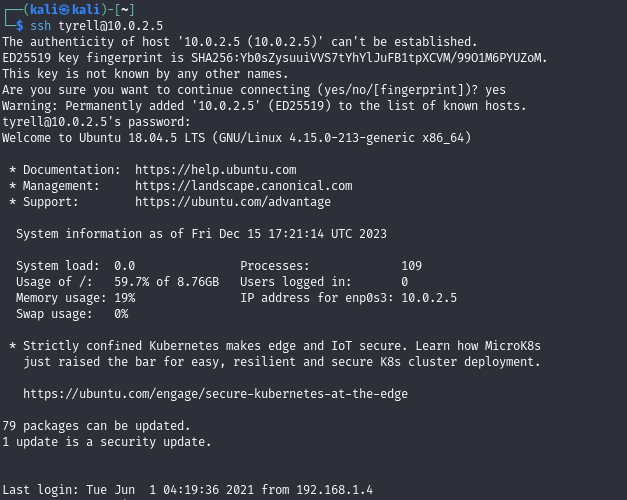 ┌──(kali㉿kali)-[~]
└─$ ssh tyrell@10.0.2.5
The authenticity of host '10.0.2.5 (10.0.2.5)' can't be established.
ED25519 key fingerprint is SHA256:Yb0sZysuuiVVS7tYhYlJuFB1tpXCVM/99O1M6PYUZoM.
This key is not known by any other names.
Are you sure you want to continue connecting (yes/no/[fingerprint])? yes
Warning: Permanently added '10.0.2.5' (ED25519) to the list of known hosts.
tyrell@10.0.2.5's password:
Welcome to Ubuntu 18.04.5 LTS (GNU/Linux 4.15.0-213-generic x86_64)
* Documentation:  https://help.ubuntu.com
* Management:     https://landscape.canonical.com
* Support:        https://ubuntu.com/advantage
System information as of Fri Dec 15 17:21:14 UTC 2023
System load:  0.0               Processes:             109
Usage of /:   59.7% of 8.76GB   Users logged in:       0
Memory usage: 19%               IP address for enp0s3: 10.0.2.5
Swap usage:   0%
* Strictly confined Kubernetes makes edge and IoT secure. Learn how MicroK8s
just raised the bar for easy, resilient and secure K8s cluster deployment.
https://ubuntu.com/engage/secure-kubernetes-at-the-edge
79 packages can be updated.
1 update is a security update.
Last login: Tue Jun  1 04:19:36 2021 from 192.168.1.4